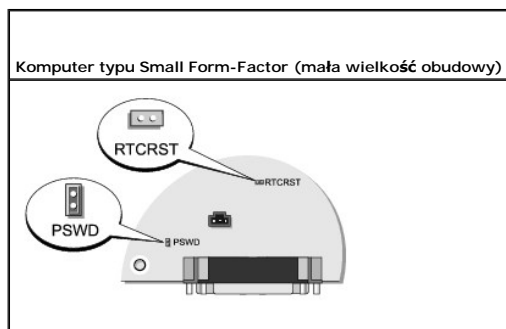 Komputer typu Small Form-Factor (mała wielkość obudowy)
RTCRST
RTCRST
PSWD
PSWD